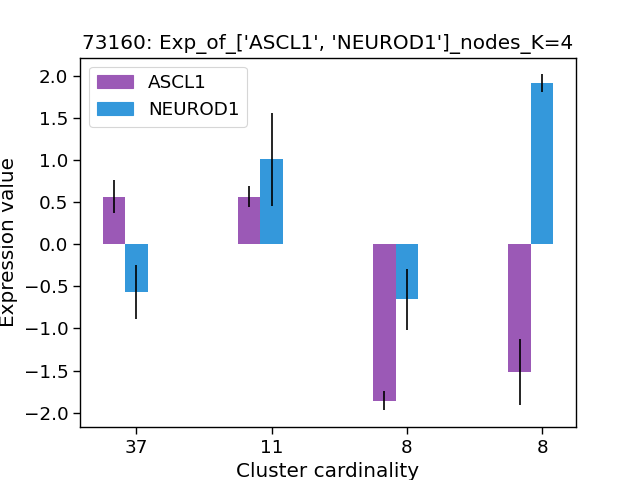 73160: Exp_of_['ASCL1', 'NEUROD1']_nodes_K=4
ASCL1
NEUROD1
2.0
1.5
1.0
0.5
0.0
−0.5
−1.0
−1.5
−2.0
Expression value
37 11 8 8
Cluster cardinality